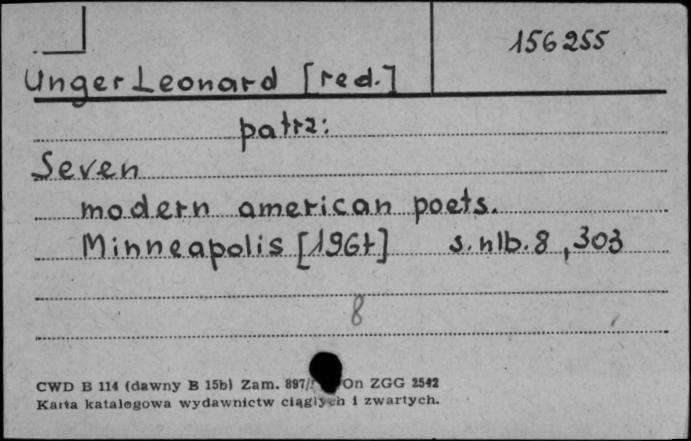 156255
Unger Leonard [red.]
patrz:
Seven
modern american poets.
Minneapolis [1967] s. nlb. 8, 303
8
CWD B 114 (dawny B 15b) Zam. 897/ On ZGG 2542
Karta katalogowa wydawnictw ciągłych i zwartych.